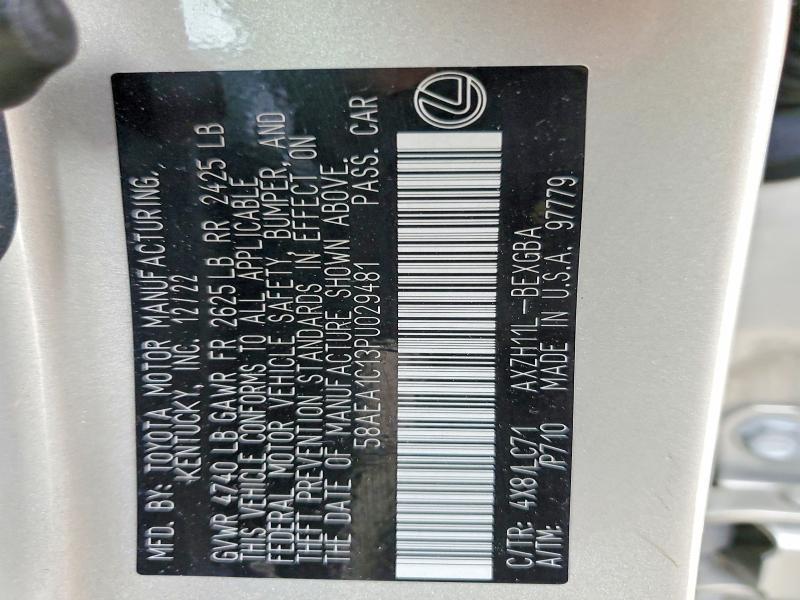 MFD. BY: TOYOTA MOTOR MANUFACTURING,
KENTUCKY, INC. 12/22
GVWR 4740 LB GAWR FR 2625 LB RR 2425 LB
THIS VEHICLE CONFORMS TO ALL APPLICABLE
FEDERAL MOTOR VEHICLE SAFETY, BUMPER, AND
THEFT PREVENTION STANDARDS IN EFFECT ON
THE DATE OF MANUFACTURE SHOWN ABOVE.
58AEA1C13PU029481 PASS. CAR
C/TR: 4X8/LC71 AXZH11L-BEXGBA
A/TM: /P710 MADE IN U.S.A. 97779